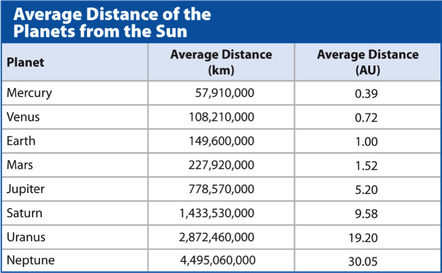 Average Distance of the
Planets from the Sun
Planet Average Distance (km) Average Distance (AU)
Mercury 57,910,000 0.39
Venus 108,210,000 0.72
Earth 149,600,000 1.00
Mars 227,920,000 1.52
Jupiter 778,570,000 5.20
Saturn 1,433,530,000 9.58
Uranus 2,872,460,000 19.20
Neptune 4,495,060,000 30.05